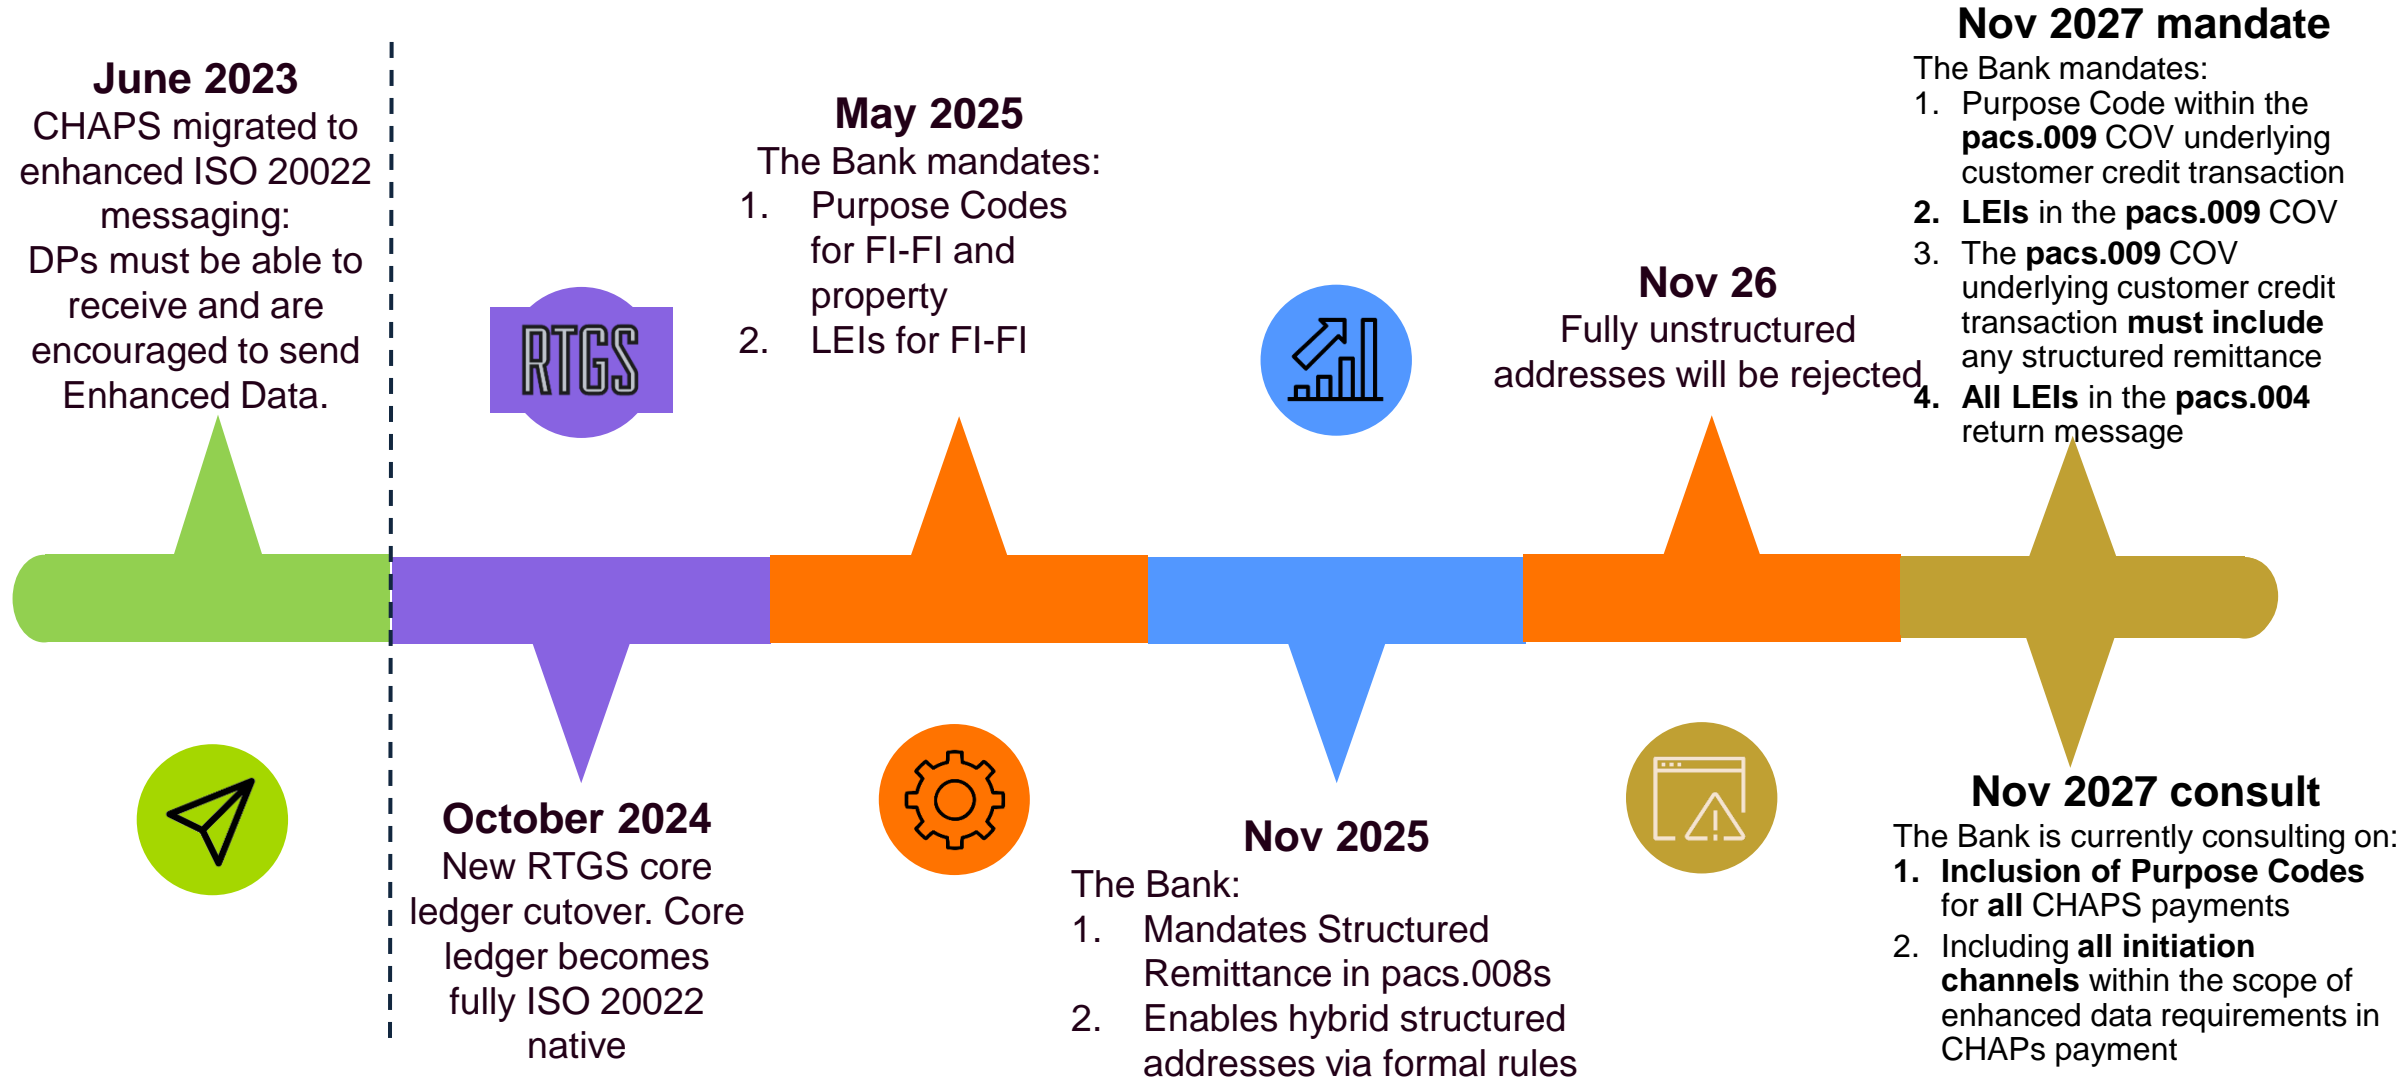 June 2023
CHAPS migrated to
enhanced ISO 20022
messaging:
DPs must be able to
receive and are
encouraged to send
Enhanced Data.
RTGS
October 2024
New RTGS core
ledger cutover. Core
ledger becomes
fully ISO 20022
native
May 2025
The Bank mandates:
1. Purpose Codes
for FI-FI and
property
2. LEIs for FI-FI
Nov 2025
The Bank:
1. Mandates Structured
Remittance in pacs.008s
2. Enables hybrid structured
addresses via formal rules
Nov 26
Fully unstructured
addresses will be rejected
Nov 2027 mandate
The Bank mandates:
1. Purpose Code within the
pacs.009 COV underlying
customer credit transaction
2. LEIs in the pacs.009 COV
3. The pacs.009 COV
underlying customer credit
transaction must include
any structured remittance
4. All LEIs in the pacs.004
return message
Nov 2027 consult
The Bank is currently consulting on:
1. Inclusion of Purpose Codes
for all CHAPS payments
2. Including all initiation
channels within the scope of
enhanced data requirements in
CHAPs payment